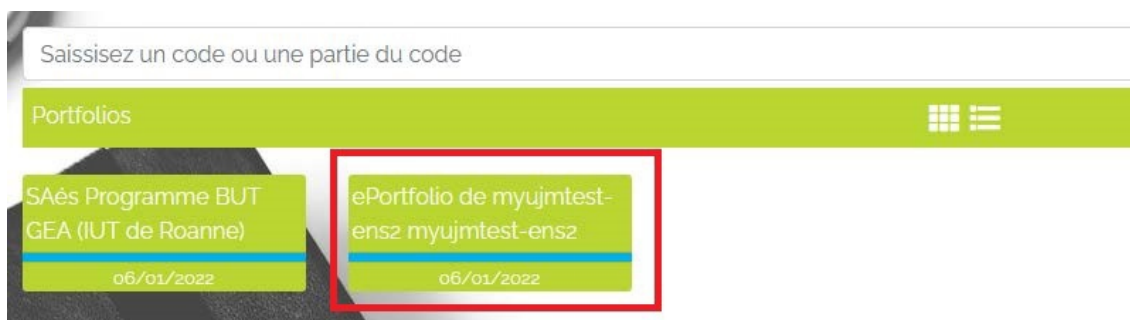 Saisissez un code ou une partie du code
Portfolios
SAés Programme BUT
GEA (IUT de Roanne)
06/01/2022
ePortfolio de myujmtest-
ens2 myujmtest-ens2
06/01/2022